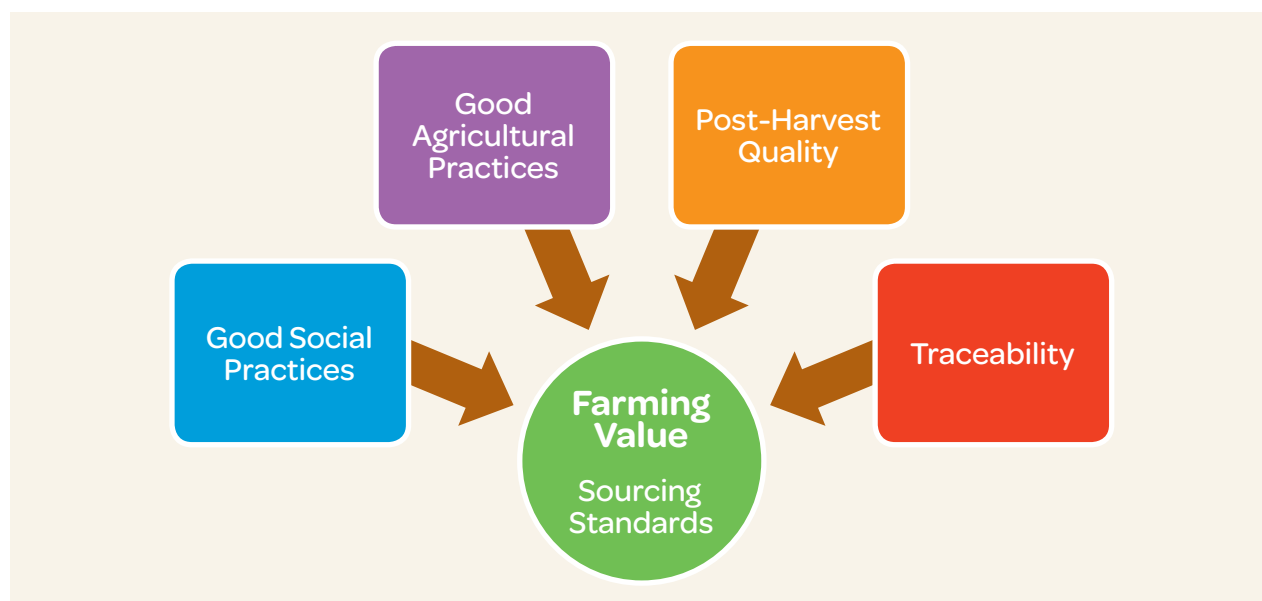 Good
Agricultural
Practices
Post-Harvest
Quality
Good Social
Practices
Traceability
Farming
Value
Sourcing
Standards